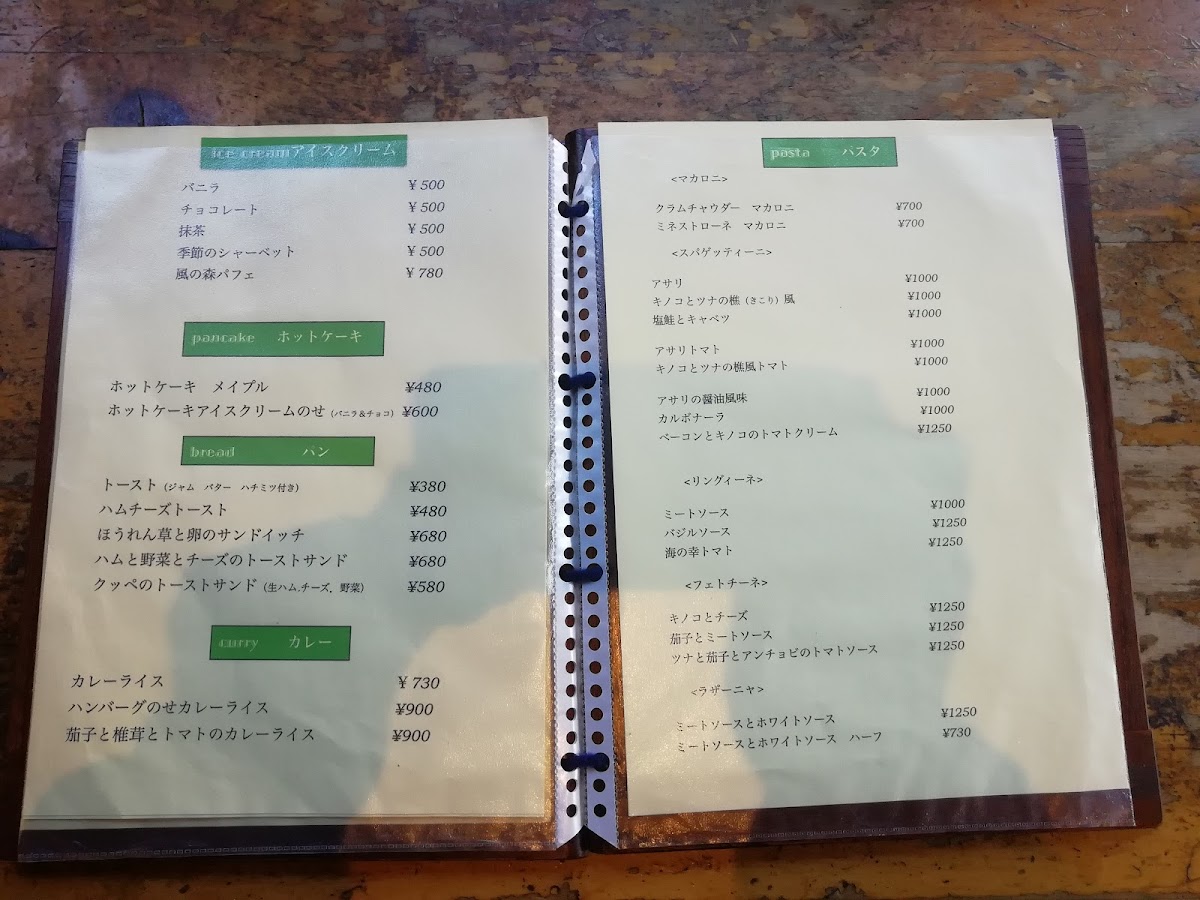 ice cream アイスクリーム
バニラ ¥500
チョコレート ¥500
抹茶 ¥500
季節のシャーベット ¥500
風の森パフェ ¥780
pancake ホットケーキ
ホットケーキ メイプル ¥480
ホットケーキアイスクリームのせ (バニラ&チョコ) ¥600
bread パン
トースト (ジャム バター ハチミツ付き) ¥380
ハムチーズトースト ¥480
ほうれん草と卵のサンドイッチ ¥680
ハムと野菜とチーズのトーストサンド ¥680
クッペのトーストサンド (生ハム,チーズ, 野菜) ¥580
curry カレー
カレーライス ¥730
ハンバーグのせカレーライス ¥900
茄子と椎茸とトマトのカレーライス ¥900
pasta パスタ
<マカロニ>
クラムチャウダー マカロニ ¥700
ミネストローネ マカロニ ¥700
<スパゲッティーニ>
アサリ ¥1000
キノコとツナの樵(きこり)風 ¥1000
塩鮭とキャベツ ¥1000
アサリトマト ¥1000
キノコとツナの樵風トマト ¥1000
アサリの醤油風味 ¥1000
カルボナーラ ¥1000
ベーコンとキノコのトマトクリーム ¥1250
<リングィーネ>
ミートソース ¥1000
バジルソース ¥1250
海の幸トマト ¥1250
<フェトチーネ>
キノコとチーズ ¥1250
茄子とミートソース ¥1250
ツナと茄子とアンチョビのトマトソース ¥1250
<ラザーニャ>
ミートソースとホワイトソース ¥1250
ミートソースとホワイトソース ハーフ ¥730